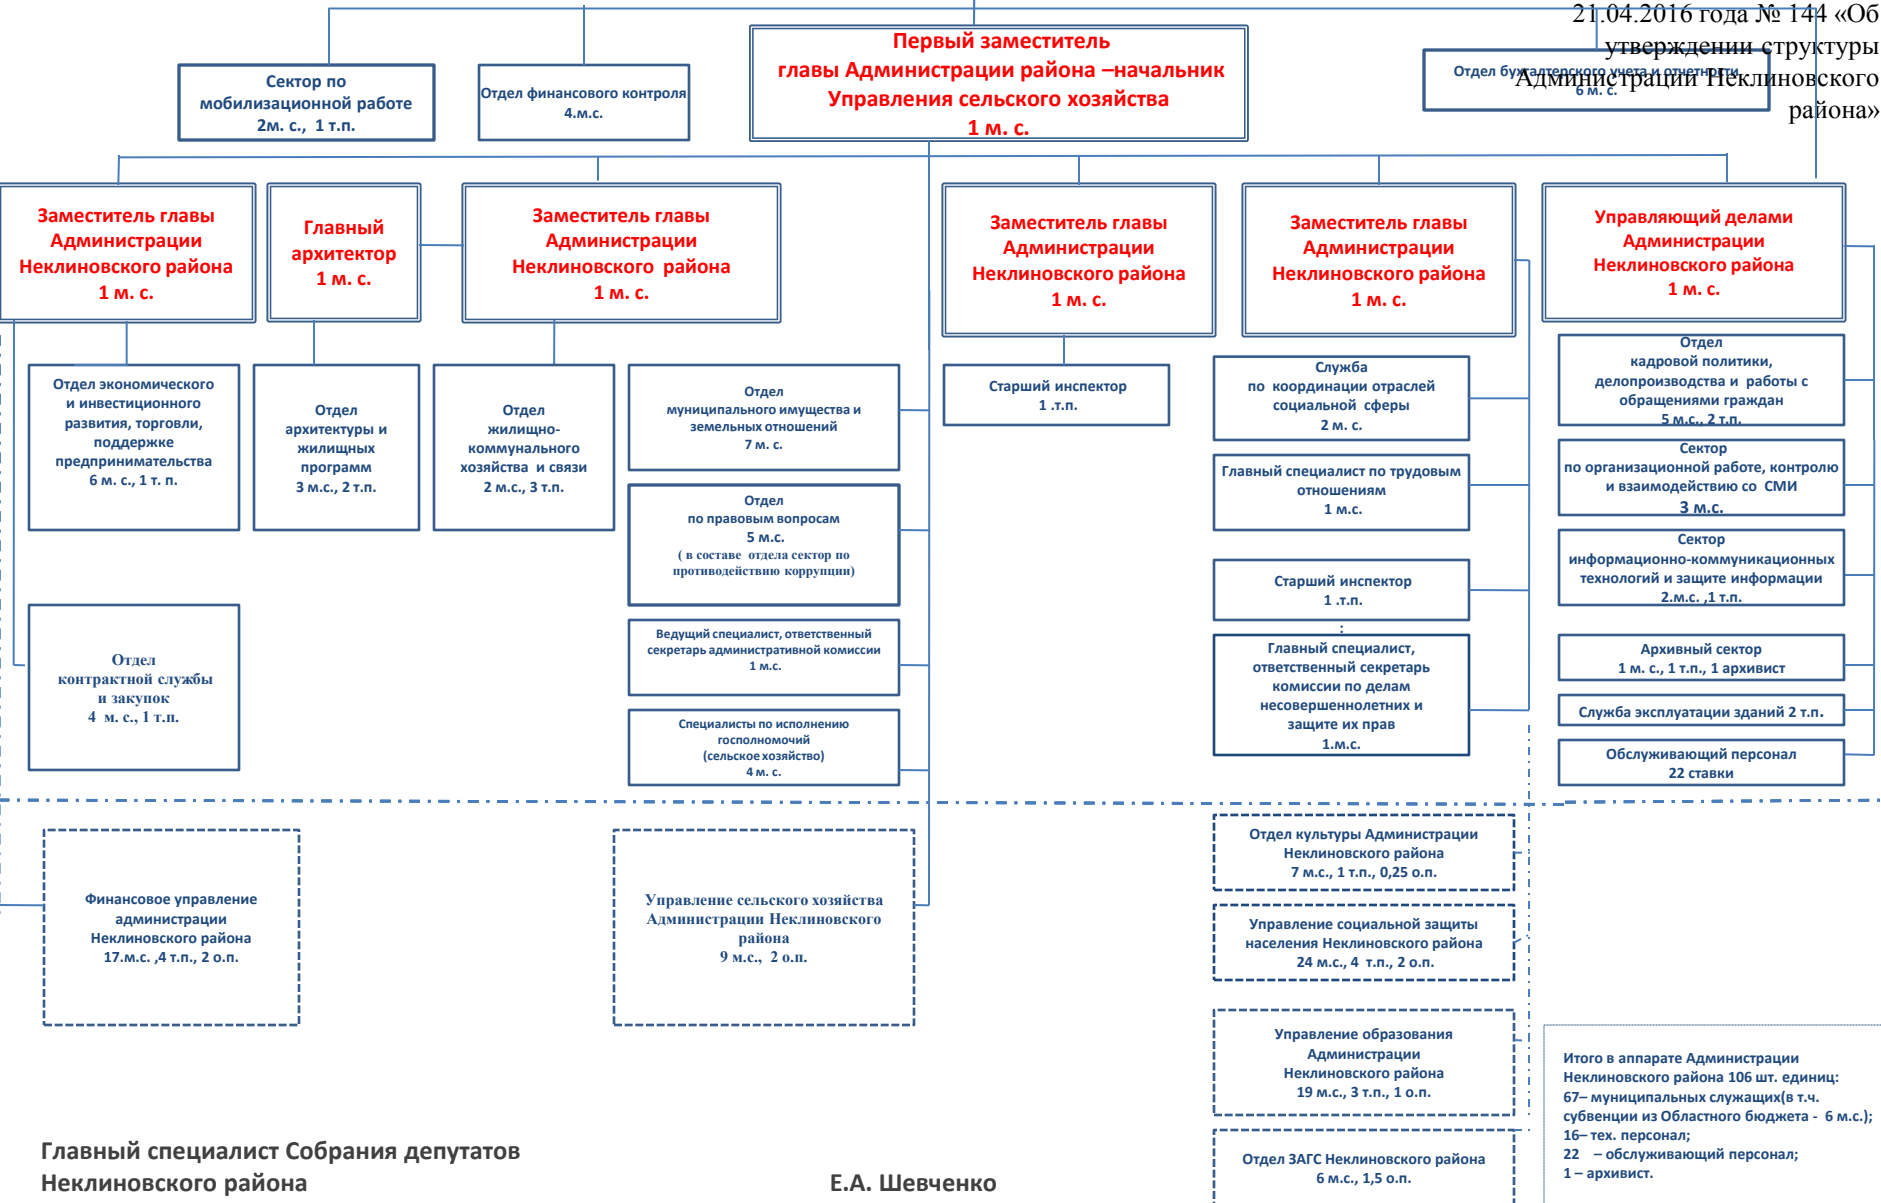 21.04.2016 года № 144 «Об
утверждении структуры
Администрации Неклиновского
района»
Первый заместитель
главы Администрации района –начальник
Управления сельского хозяйства
1 м. с.
Сектор по
мобилизационной работе
2м. с., 1 т.п.
Отдел финансового контроля
4.м.с.
Отдел бухгалтерского учета и отчетности
6 м. с.
Заместитель главы
Администрации
Неклиновского района
1 м. с.
Главный
архитектор
1 м. с.
Заместитель главы
Администрации
Неклиновского района
1 м. с.
Заместитель главы
Администрации
Неклиновского района
1 м. с.
Заместитель главы
Администрации
Неклиновского района
1 м. с.
Управляющий делами
Администрации
Неклиновского района
1 м. с.
Отдел экономического
и инвестиционного
развития, торговли,
поддержке
предпринимательства
6 м. с., 1 т. п.
Отдел
архитектуры и
жилищных
программ
3 м.с., 2 т.п.
Отдел
жилищно-
коммунального
хозяйства и связи
2 м.с., 3 т.п.
Отдел
муниципального имущества и
земельных отношений
7 м. с.
Отдел
по правовым вопросам
5 м.с.
( в составе отдела сектор по
противодействию коррупции)
Ведущий специалист, ответственный
секретарь административной комиссии
1 м.с.
Специалисты по исполнению
госполномочий
(сельское хозяйство)
4 м. с.
Старший инспектор
1 .т.п.
Служба
по координации отраслей
социальной сферы
2 м. с.
Главный специалист по трудовым
отношениям
1 м.с.
Старший инспектор
1 .т.п.
:
Главный специалист,
ответственный секретарь
комиссии по делам
несовершеннолетних и
защите их прав
1.м.с.
Отдел
кадровой политики,
делопроизводства и работы с
обращениями граждан
5 м.с., 2 т.п.
Сектор
по организационной работе, контролю
и взаимодействию со СМИ
3 м.с.
Сектор
информационно-коммуникационных
технологий и защите информации
2.м.с. ,1 т.п.
Архивный сектор
1 м. с., 1 т.п., 1 архивист
Служба эксплуатации зданий 2 т.п.
Обслуживающий персонал
22 ставки
Отдел
контрактной службы
и закупок
4 м. с., 1 т.п.
Финансовое управление
администрации
Неклиновского района
17.м.с. ,4 т.п., 2 о.п.
Управление сельского хозяйства
Администрации Неклиновского
района
9 м.с., 2 о.п.
Отдел культуры Администрации
Неклиновского района
7 м.с., 1 т.п., 0,25 о.п.
Управление социальной защиты
населения Неклиновского района
24 м.с., 4 т.п., 2 о.п.
Управление образования
Администрации
Неклиновского района
19 м.с., 3 т.п., 1 о.п.
Отдел ЗАГС Неклиновского района
6 м.с., 1,5 о.п.
Итого в аппарате Администрации
Неклиновского района 106 шт. единиц:
67– муниципальных служащих(в т.ч.
субвенции из Областного бюджета - 6 м.с.);
16– тех. персонал;
22 – обслуживающий персонал;
1 – архивист.
Главный специалист Собрания депутатов
Неклиновского района
Е.А. Шевченко